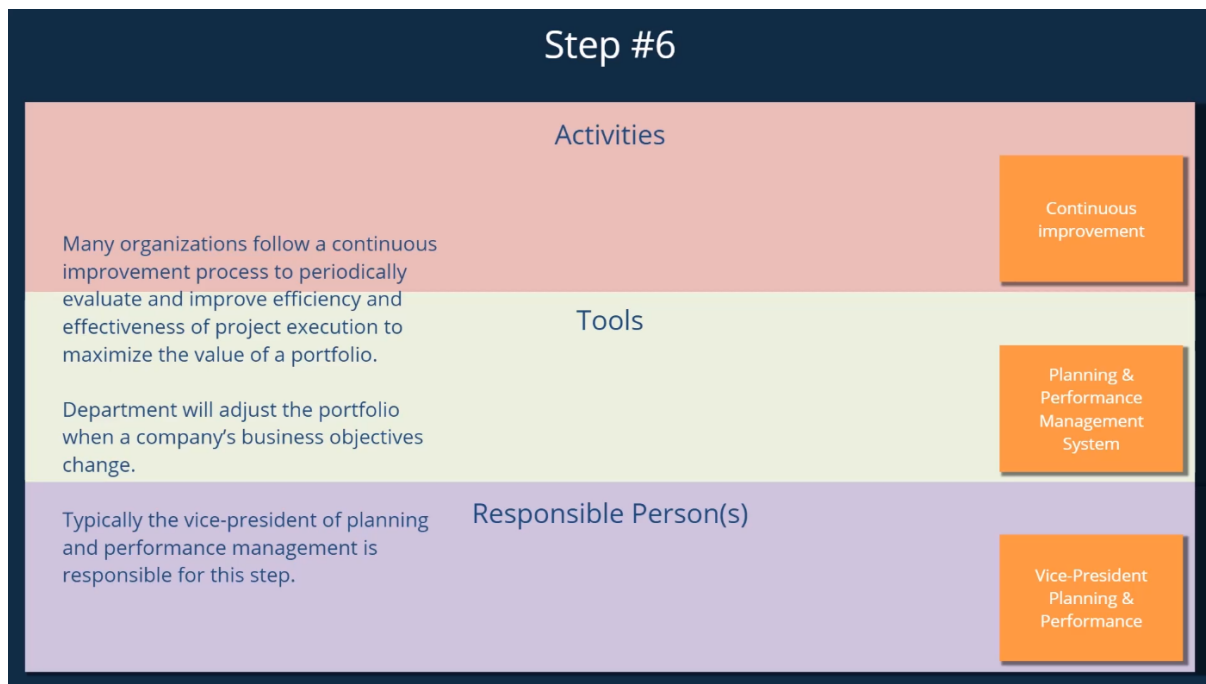 Step #6
Activities
Continuous
improvement
Many organizations follow a continuous
improvement process to periodically
evaluate and improve efficiency and
effectiveness of project execution to
maximize the value of a portfolio.
Tools
Planning &
Performance
Management
System
Department will adjust the portfolio
when a company’s business objectives
change.
Responsible Person(s)
Typically the vice-president of planning
and performance management is
responsible for this step.
Vice-President
Planning &
Performance